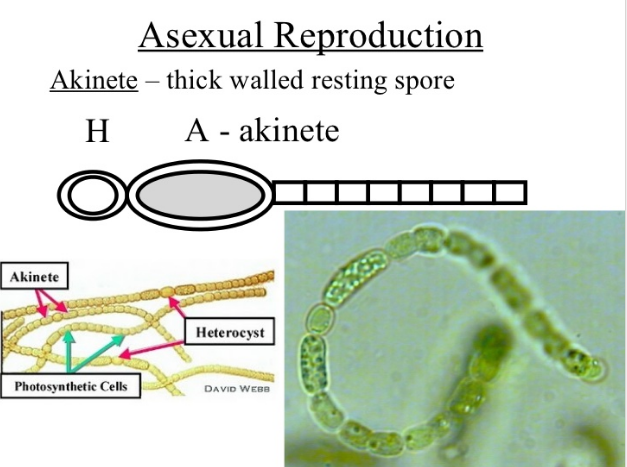 Asexual Reproduction
Akinete – thick walled resting spore
H A - akinete
Akinete
Heterocyst
Photosynthetic Cells
DAVID WEBB